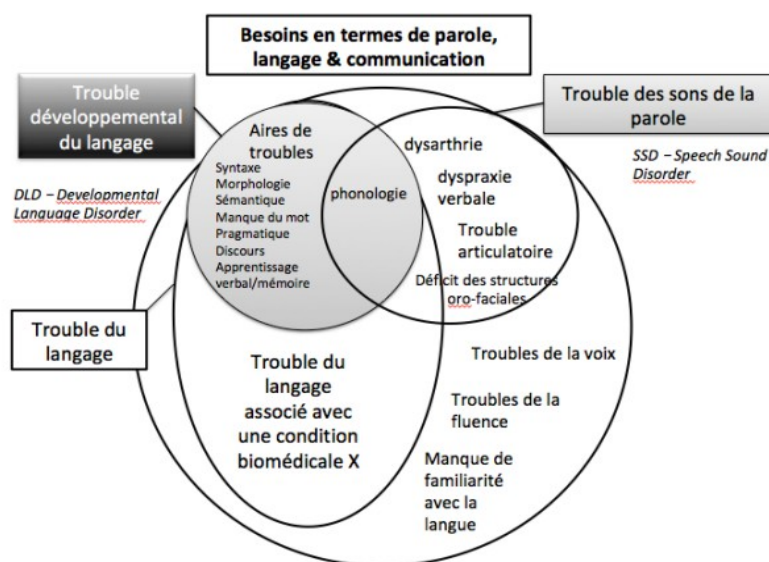 Besoins en termes de parole,
langage & communication
Trouble
développemental
du langage
DLD – Developmental
Language Disorder
Trouble des sons de la
parole
SSD – Speech Sound
Disorder
Aires de
troubles
Syntaxe
Morphologie
Sémantique
Manque du mot
Pragmatique
Discours
Apprentissage
verbal/mémoire
phonologie
dysarthrie
dyspraxie
verbale
Trouble
articulatoire
Déficit des structures
oro-faciales
Trouble du
langage
Trouble du
langage
associé avec
une condition
biomédicale X
Troubles de la voix
Troubles de la
fluence
Manque de
familiarité
avec la
langue